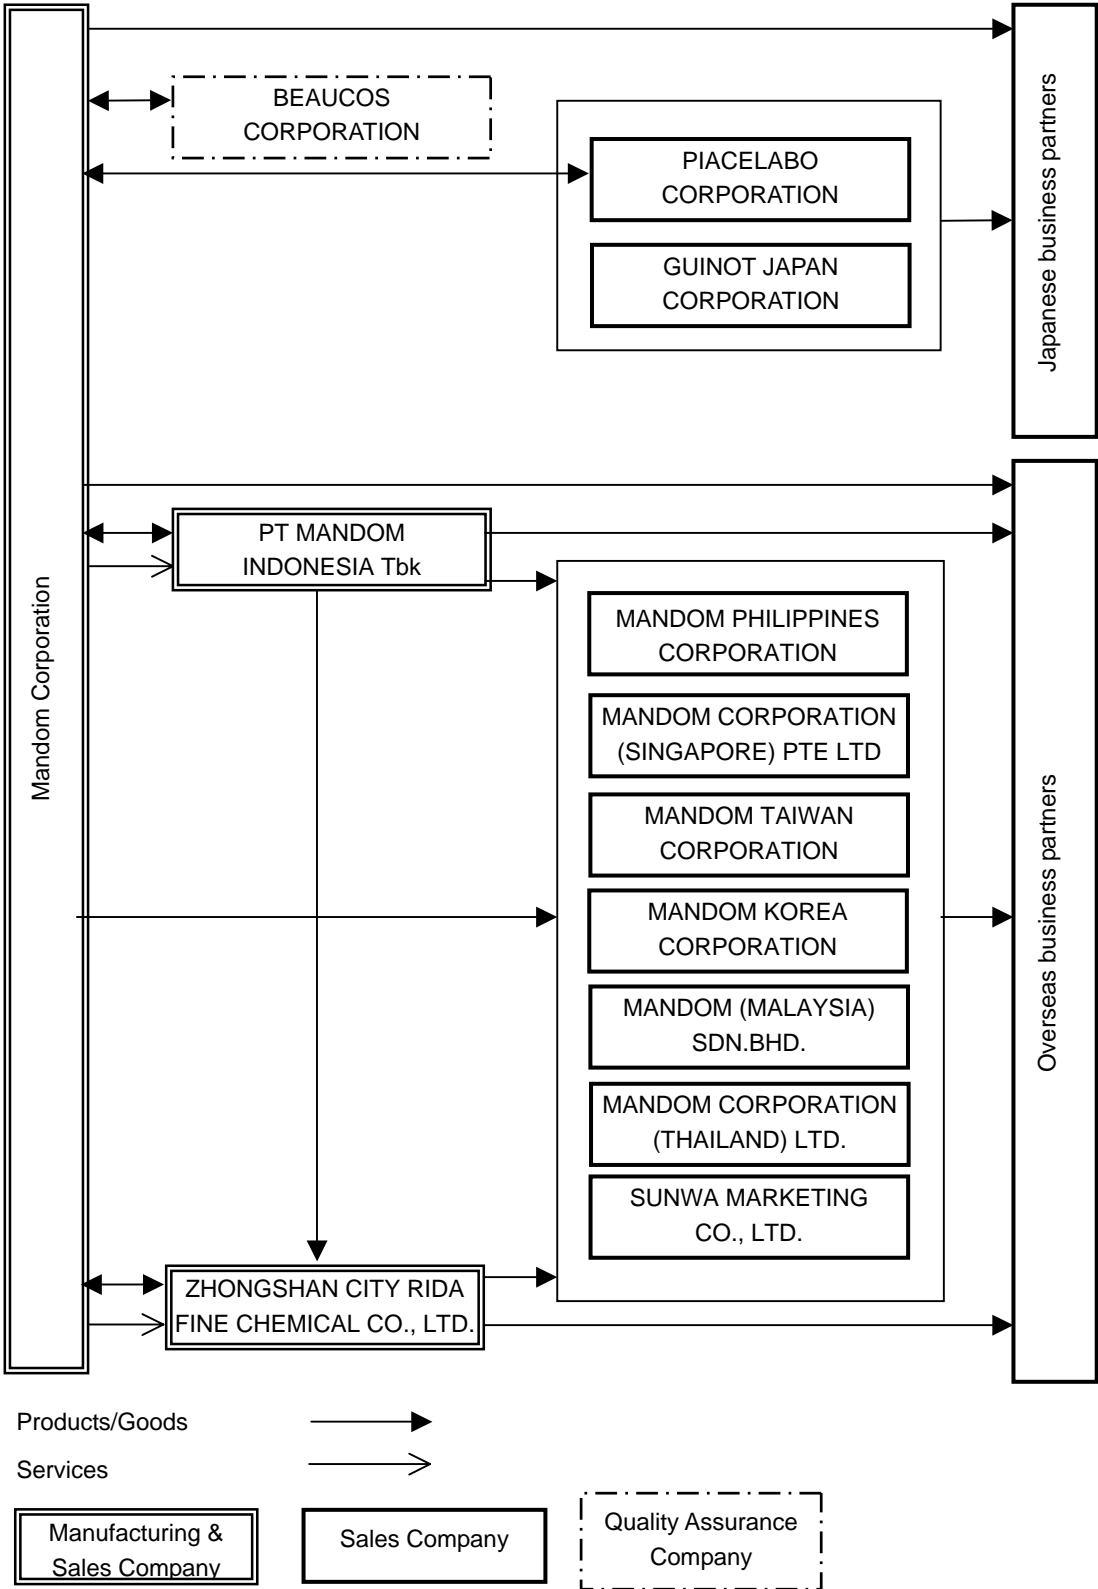 Mandom Corporation
BEAUCOS
CORPORATION
PIACELABO
CORPORATION
GUINOT JAPAN
CORPORATION
Japanese business partners
PT MANDOM
INDONESIA Tbk
MANDOM PHILIPPINES
CORPORATION
MANDOM CORPORATION
(SINGAPORE) PTE LTD
MANDOM TAIWAN
CORPORATION
MANDOM KOREA
CORPORATION
MANDOM (MALAYSIA)
SDN.BHD.
MANDOM CORPORATION
(THAILAND) LTD.
SUNWA MARKETING
CO., LTD.
ZHONGSHAN CITY RIDA
FINE CHEMICAL CO., LTD.
Overseas business partners
Products/Goods
Services
Manufacturing &
Sales Company
Sales Company
Quality Assurance
Company